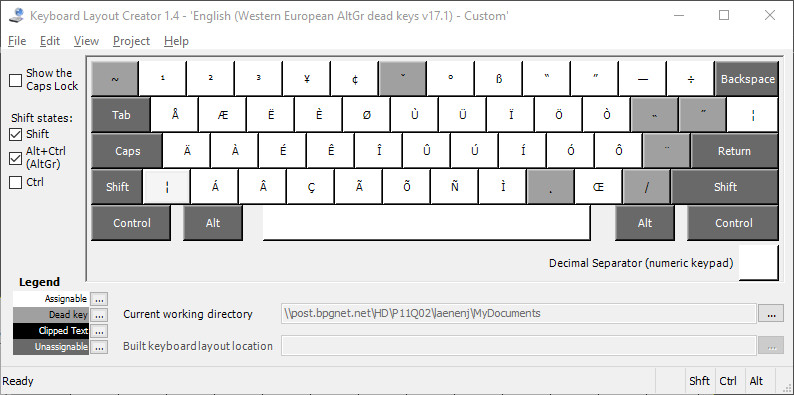 Keyboard Layout Creator 1.4 - 'English (Western European AltGr dead keys v17.1) - Custom'
File Edit View Project Help
Show the
Caps Lock
Shift states:
Shift
Alt+Ctrl
(AltGr)
Ctrl
~ ¹ ² ³ ¥ ¢ ˇ ° ß “ ” — ÷ Backspace
Tab Å Æ Ë È Ø Ù Ü Ï Ö Ò ¦
Caps Ä À É Ê Î Û Ú Í Ó Ô ¨ Return
Shift ¦ Á Â Ç Ã Õ Ñ Ì . Œ / Shift
Control Alt Alt Control
Decimal Separator (numeric keypad)
Legend
Assignable ...
Dead key ...
Clipped Text ...
Unassignable ...
Current working directory \\post.bpgnet.net\HD\P11Q02\laenenj\MyDocuments ...
Built keyboard layout location ...
Ready Shft Ctrl Alt